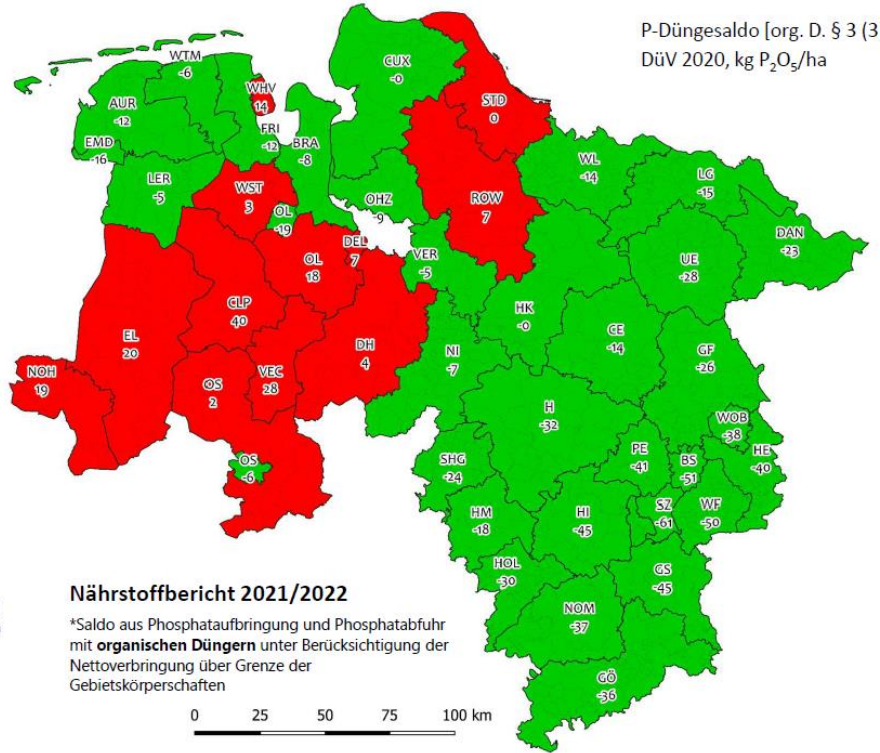 P-Düngesaldo [org. D. § 3 (3
DüV 2020, kg P₂O₅/ha
WTM
-6
CUX
-0
WHV
14
STD
0
AUR
-12
FRI
-12
BRA
-8
EMD
-16
WL
-14
LG
-15
LER
-5
WST
3
OHZ
-9
ROW
7
OL
-19
DAN
-23
DEL
7
VER
-5
UE
-28
OL
18
CLP
40
HK
-0
CE
-14
EL
20
DH
4
NI
-7
GF
-26
NOH
19
OS
2
VEC
28
H
-32
WOB
-38
OS
-6
SHG
-24
PE
-41
BS
-51
HE
-40
HM
-18
HI
-45
SZ
-61
WF
-50
HOL
-30
GS
-45
NOM
-37
GÖ
-36
Nährstoffbericht 2021/2022
*Saldo aus Phosphataufbringung und Phosphatabfuhr
mit organischen Düngern unter Berücksichtigung der
Nettoverbringung über Grenze der
Gebietskörperschaften
0 25 50 75 100 km